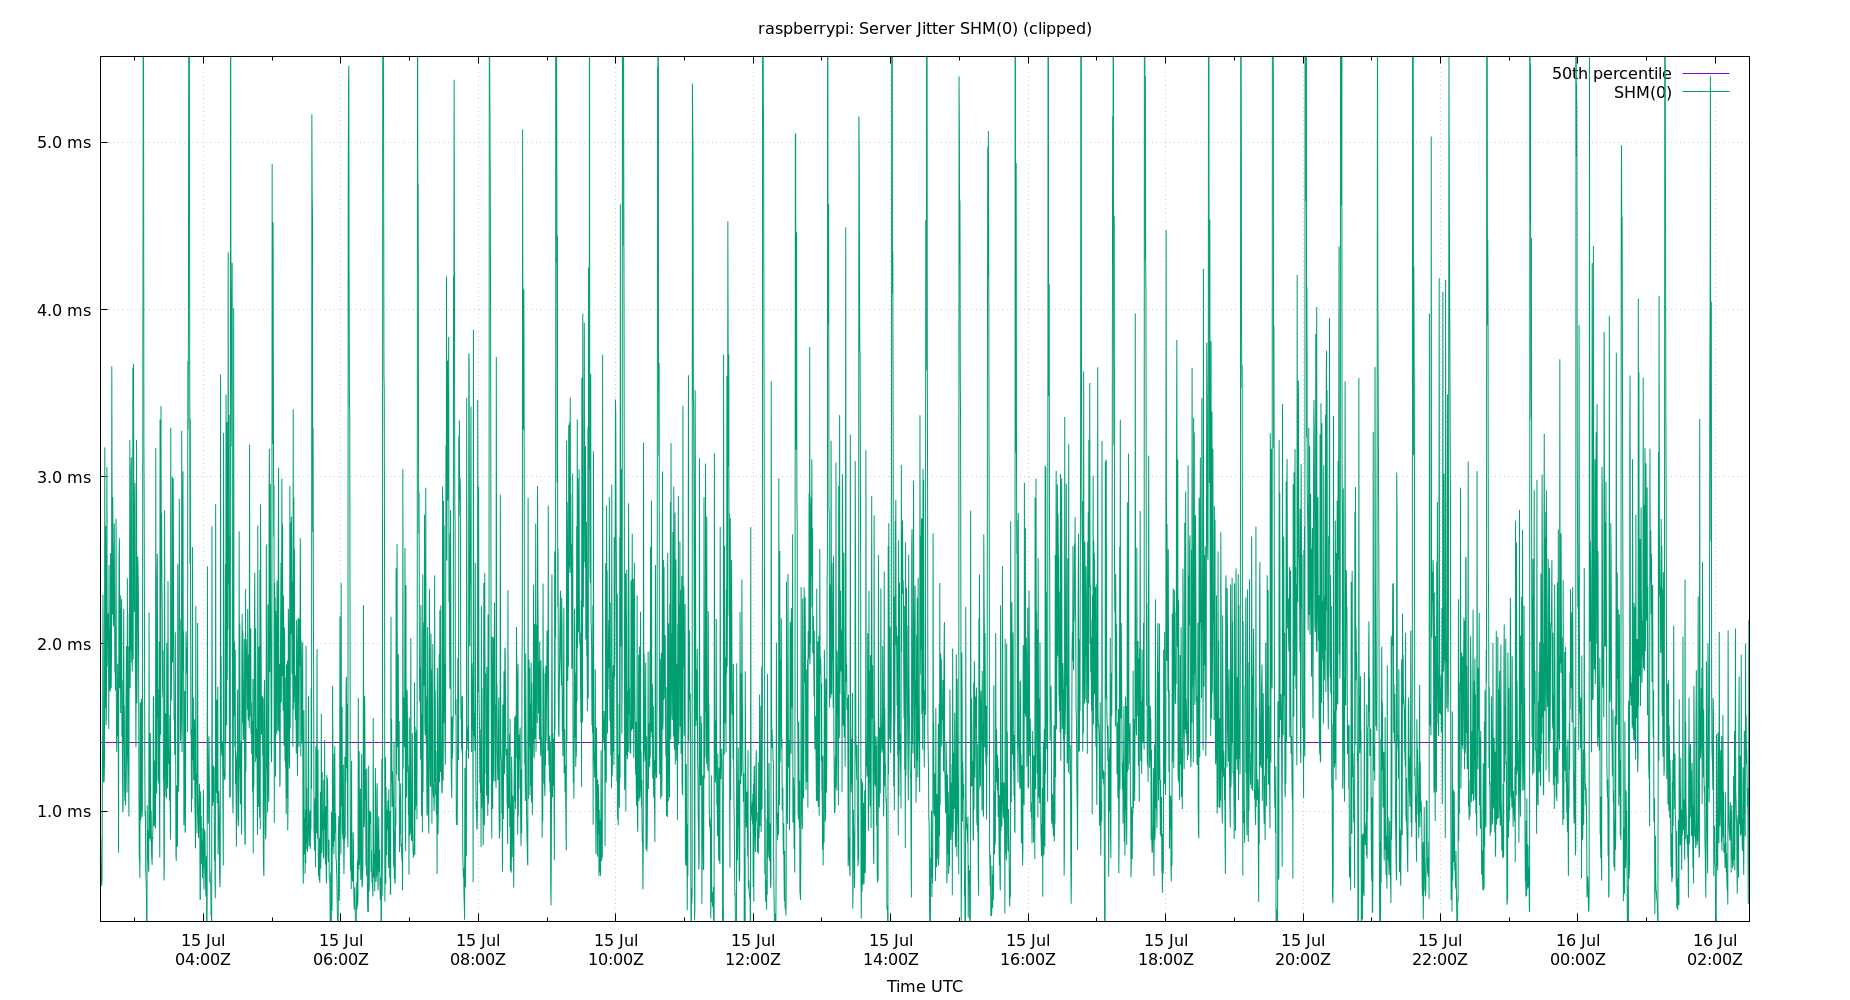 raspberrypi: Server Jitter SHM(0) (clipped)
50th percentile
SHM(0)
5.0 ms
4.0 ms
3.0 ms
2.0 ms
1.0 ms
15 Jul 15 Jul 15 Jul 15 Jul 15 Jul 15 Jul 15 Jul 15 Jul 15 Jul 15 Jul 16 Jul 16 Jul
04:00Z 06:00Z 08:00Z 10:00Z 12:00Z 14:00Z 16:00Z 18:00Z 20:00Z 22:00Z 00:00Z 02:00Z
Time UTC